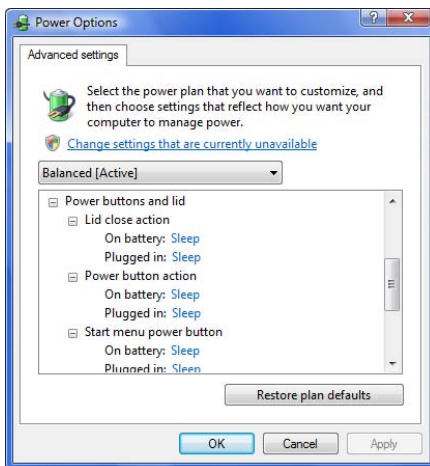 Power Options
Advanced settings
Select the power plan that you want to customize, and
then choose settings that reflect how you want your
computer to manage power.
Change settings that are currently unavailable
Balanced [Active]
Power buttons and lid
Lid close action
On battery: Sleep
Plugged in: Sleep
Power button action
On battery: Sleep
Plugged in: Sleep
Start menu power button
On battery: Sleep
Plugged in: Sleep
Restore plan defaults
OK
Cancel
Apply